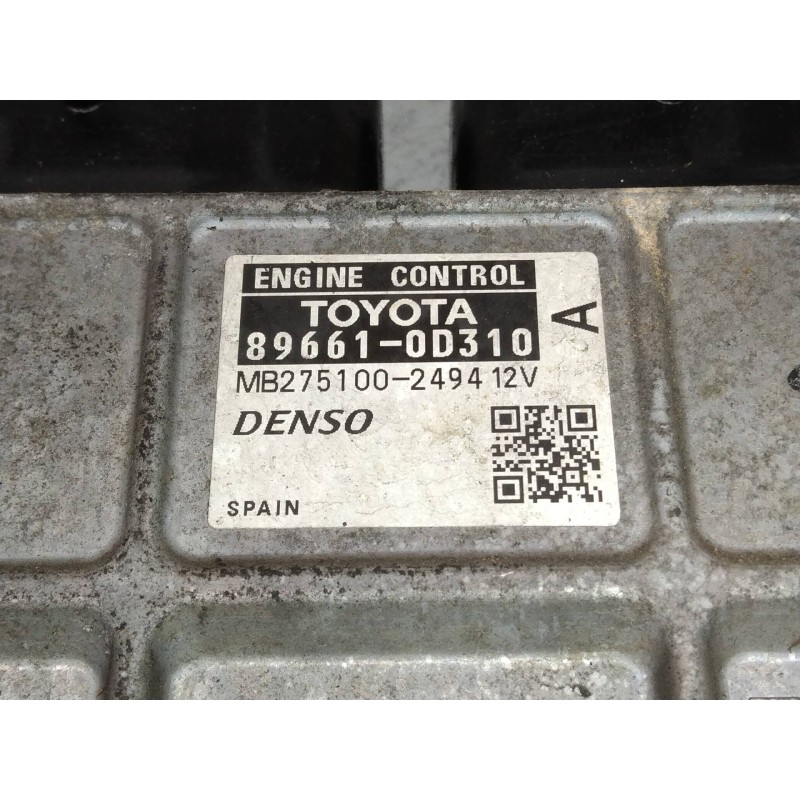 ENGINE CONTROL
TOYOTA
89661-0D310
A
MB275100-2494 12V
DENSO
SPAIN